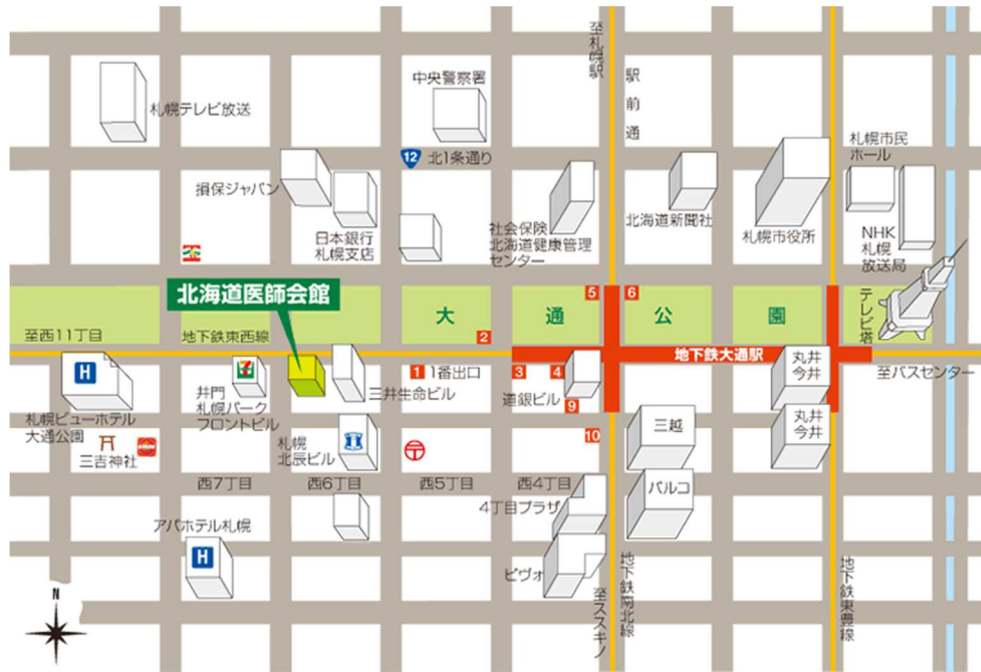 至札幌駅
駅前通
中央警察署
札幌テレビ放送
札幌市民
ホール
12
北1条通り
損保ジャパン
日本銀行
札幌支店
社会保険
北海道健康管理
センター
北海道新聞社
札幌市役所
NHK
札幌
放送局
北海道医師会館
大通公園
5
6
2
テレビ塔
至西11丁目
地下鉄東西線
地下鉄大通駅
丸井
今井
至バスセンター
H
7
井門
札幌パーク
フロントビル
三井生命ビル
1
1番出口
3
4
道銀ビル
9
札幌ビューホテル
大通公園
三越
丸井
今井
三吉神社
札幌
北辰ビル
〒
10
西7丁目
西6丁目
西5丁目
西4丁目
パルコ
4丁目プラザ
アパホテル札幌
H
ピヴォ
地下鉄南北線
至ススキノ
地下鉄東豊線
N